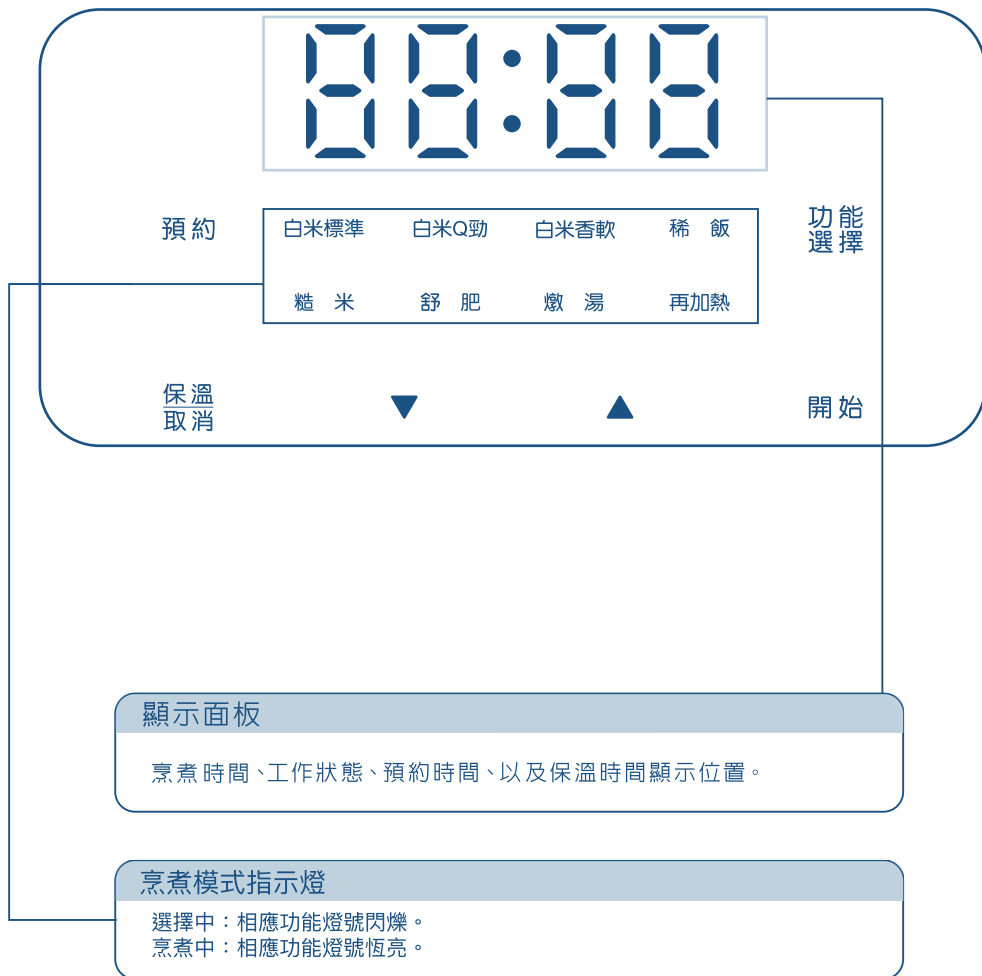 88:88
預約
白米標準 白米Q勁 白米香軟 稀 飯
功能
選擇
糙 米 舒 肥 燉 湯 再加熱
保溫
取消
▼ ▲
開始
顯示面板
烹煮時間、工作狀態、預約時間、以及保溫時間顯示位置。
烹煮模式指示燈
選擇中：相應功能燈號閃爍。
烹煮中：相應功能燈號恆亮。